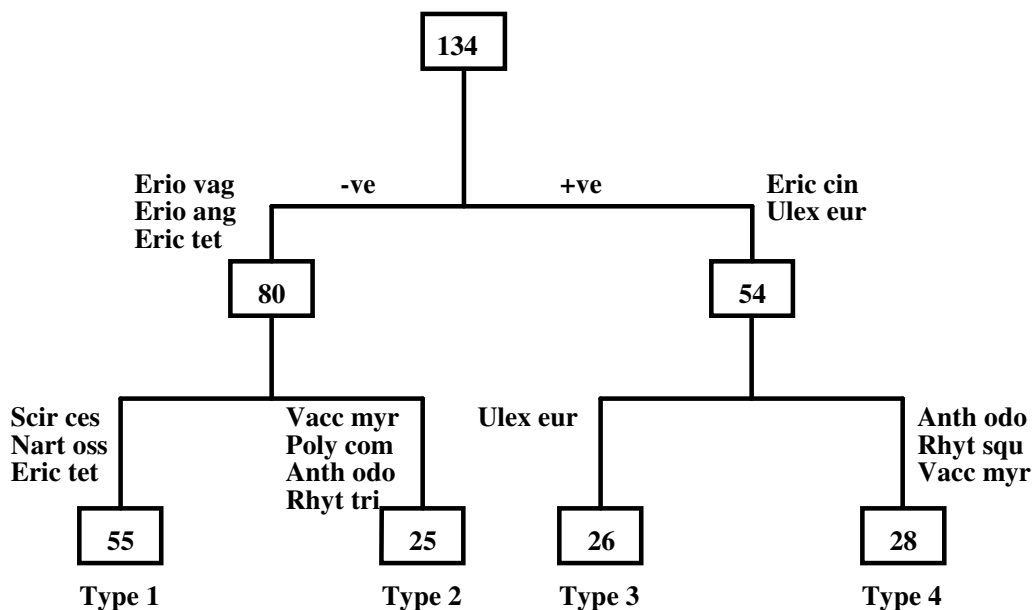 134
Erio vag
Erio ang
Eric tet
-ve
+ve
Eric cin
Ulex eur
80
54
Scir ces
Nart oss
Eric tet
Vacc myr
Poly com
Anth odo
Rhyt tri
Ulex eur
Anth odo
Rhyt squ
Vacc myr
55
25
26
28
Type 1
Type 2
Type 3
Type 4